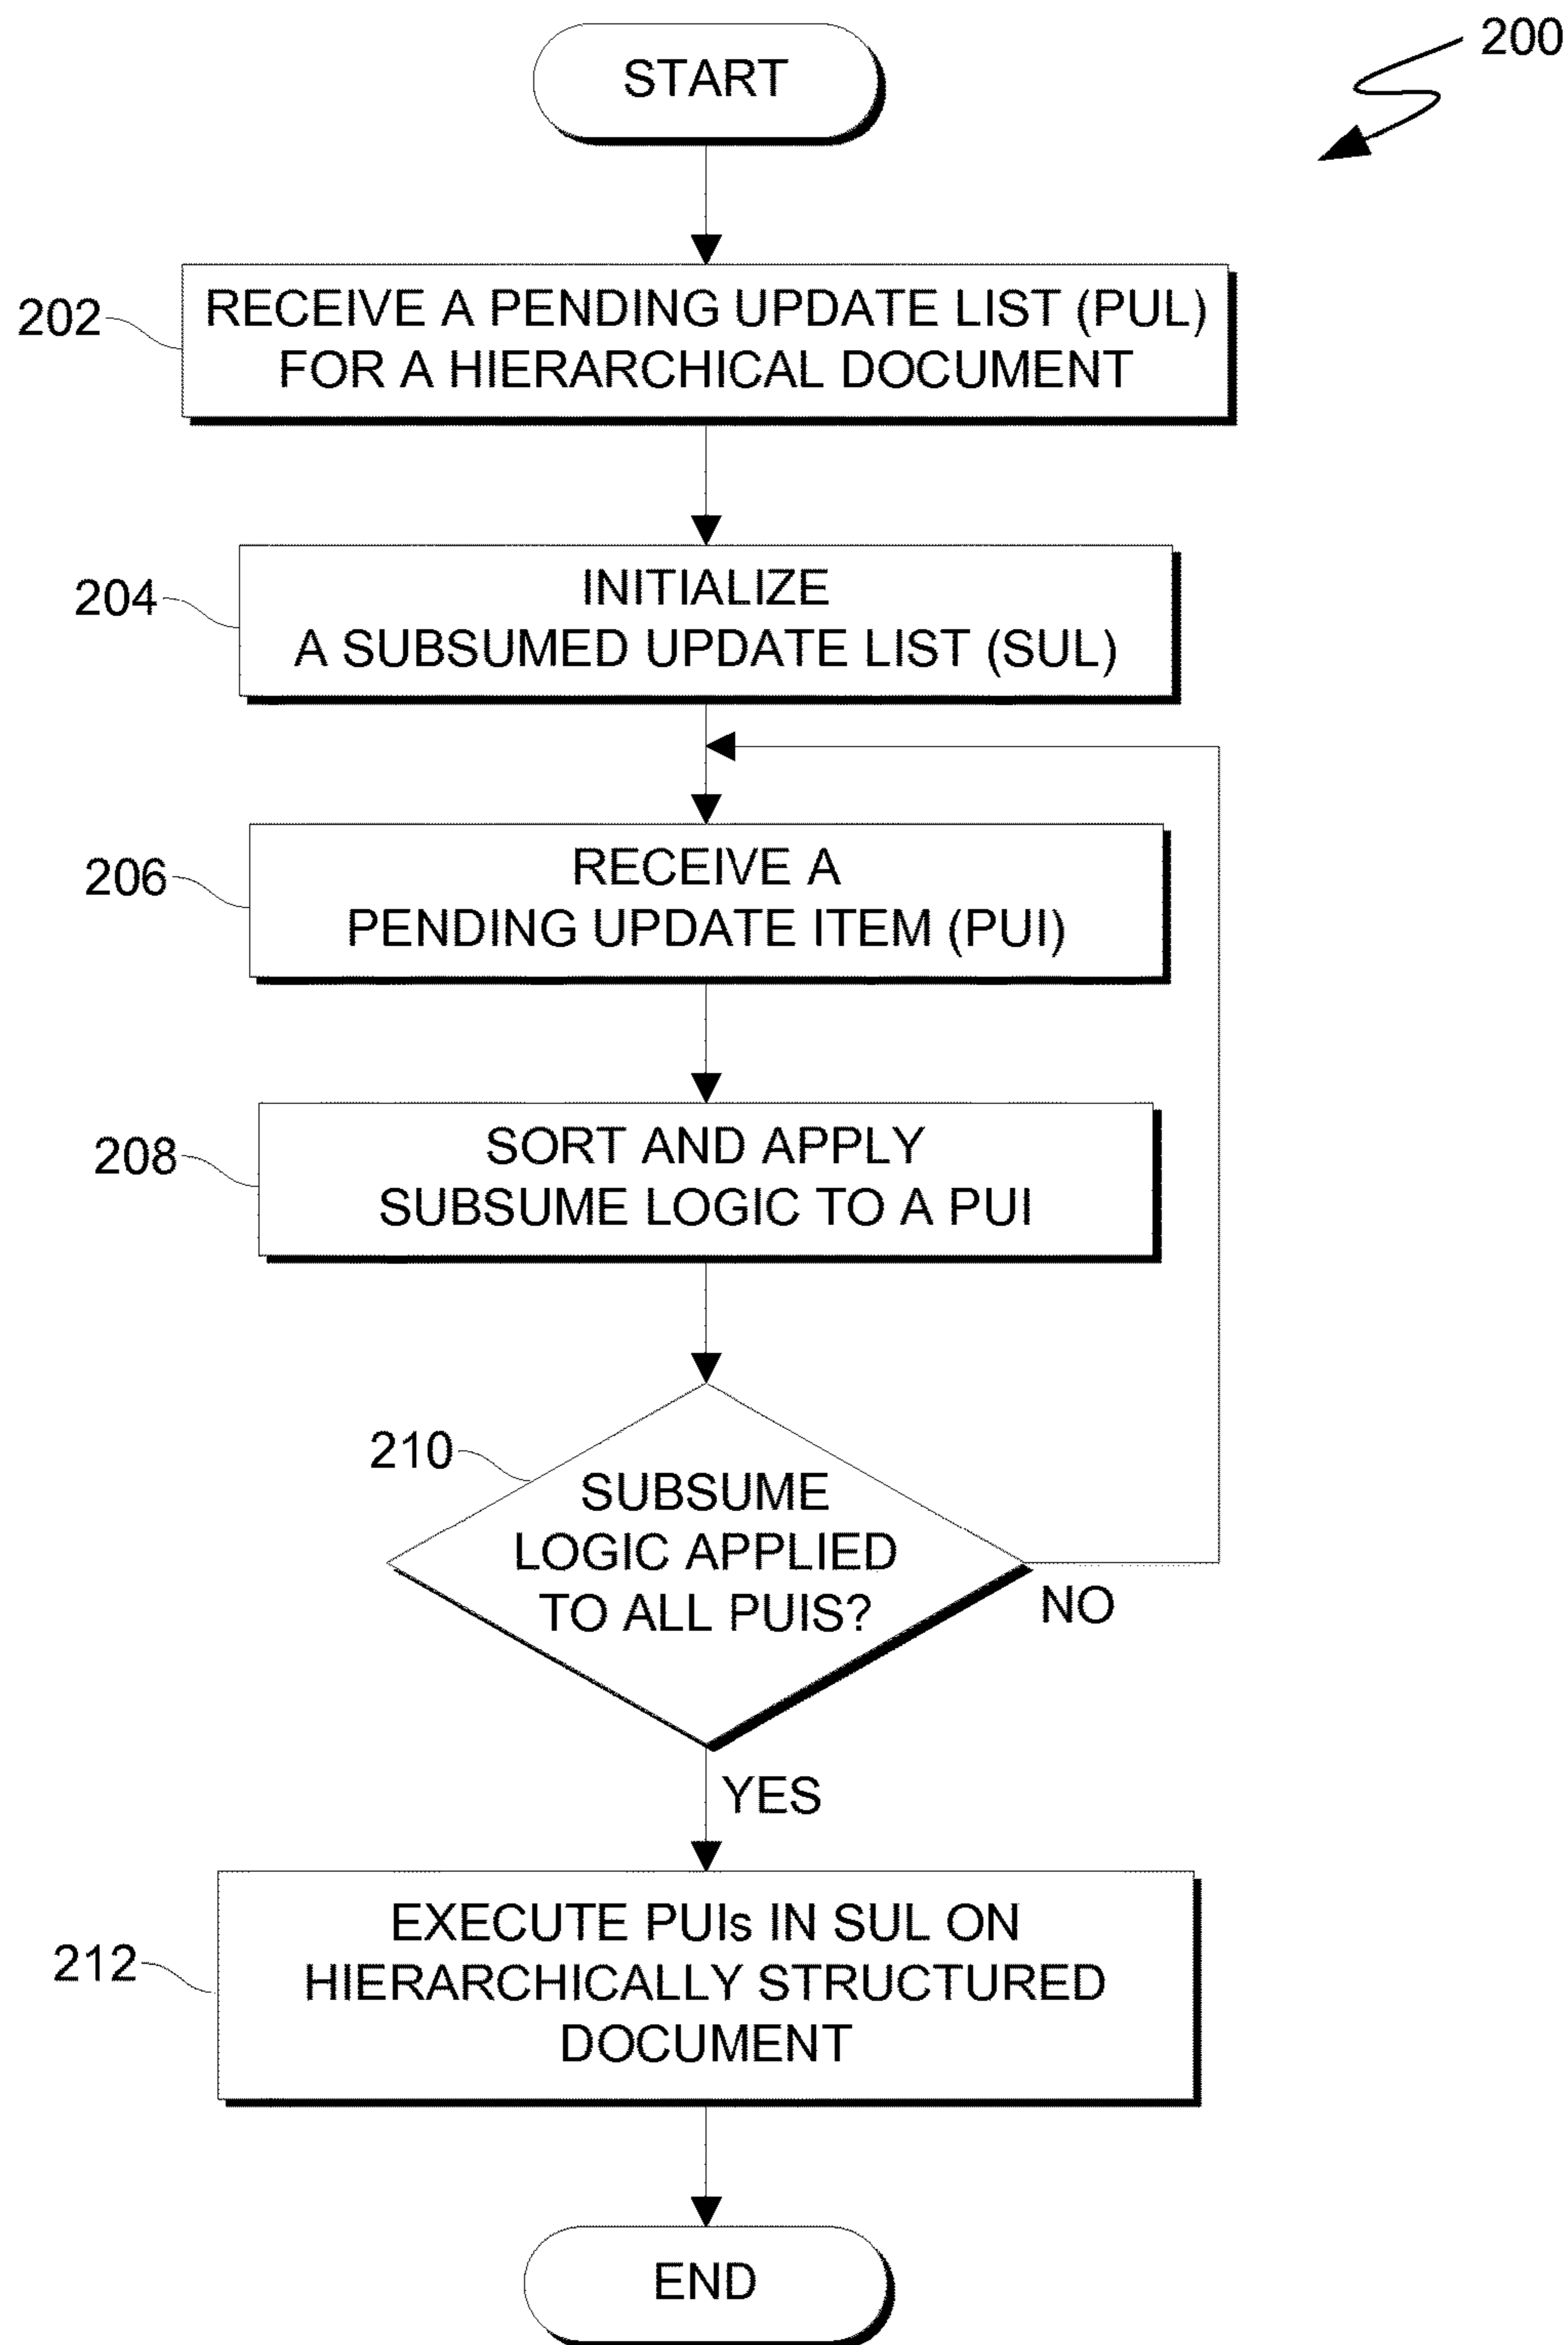 START
200
202
RECEIVE A PENDING UPDATE LIST (PUL)
FOR A HIERARCHICAL DOCUMENT
204
INITIALIZE
A SUBSUMED UPDATE LIST (SUL)
206
RECEIVE A
PENDING UPDATE ITEM (PUI)
208
SORT AND APPLY
SUBSUME LOGIC TO A PUI
210
SUBSUME
LOGIC APPLIED
TO ALL PUIS?
NO
YES
212
EXECUTE PUIs IN SUL ON
HIERARCHICALLY STRUCTURED
DOCUMENT
END